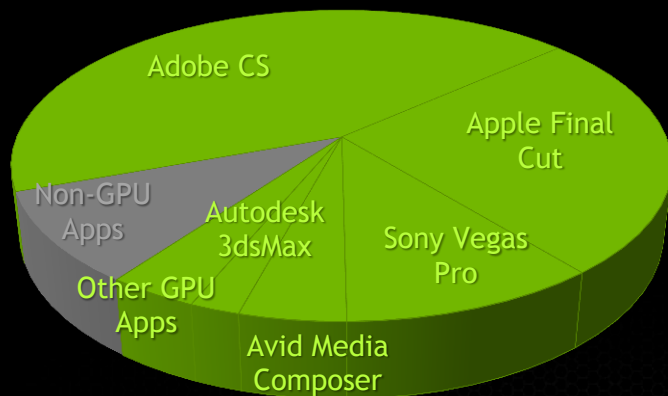 Adobe CS
Apple Final
Cut
Non-GPU
Apps
Autodesk
3dsMax
Sony Vegas
Pro
Other GPU
Apps
Avid Media
Composer